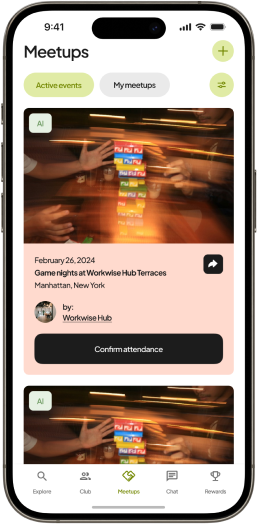 9:41
Meetups
Active events
My meetups
AI
February 26, 2024
Game nights at Workwise Hub Terraces
Manhattan, New York
by:
Workwise Hub
Confirm attendance
AI
Explore
Club
Meetups
Chat
Rewards